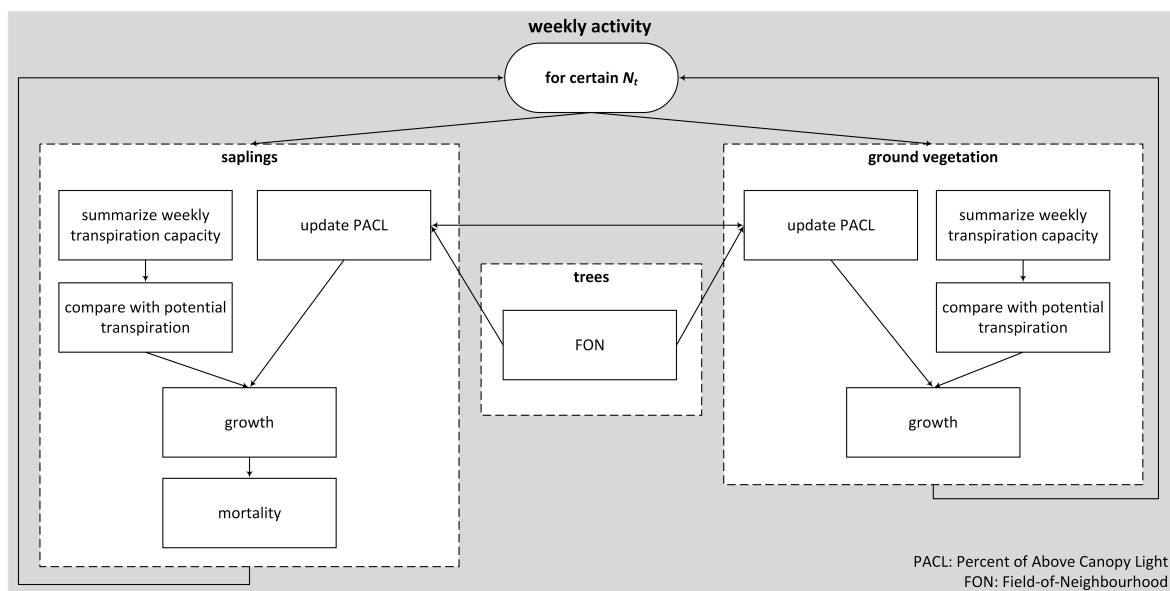 weekly activity
for certain Nt
saplings
summarize weekly
transpiration capacity
update PACL
compare with potential
transpiration
growth
mortality
trees
FON
ground vegetation
update PACL
summarize weekly
transpiration capacity
compare with potential
transpiration
growth
PACL: Percent of Above Canopy Light
FON: Field-of-Neighbourhood